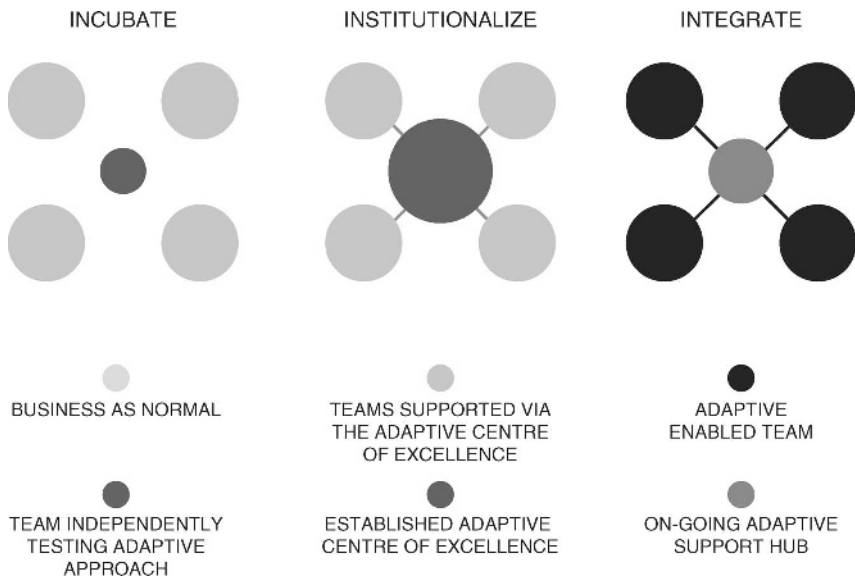 INCUBATE
INSTITUTIONALIZE
INTEGRATE
BUSINESS AS NORMAL
TEAMS SUPPORTED VIA
THE ADAPTIVE CENTRE
OF EXCELLENCE
ADAPTIVE
ENABLED TEAM
TEAM INDEPENDENTLY
TESTING ADAPTIVE
APPROACH
ESTABLISHED ADAPTIVE
CENTRE OF EXCELLENCE
ON-GOING ADAPTIVE
SUPPORT HUB